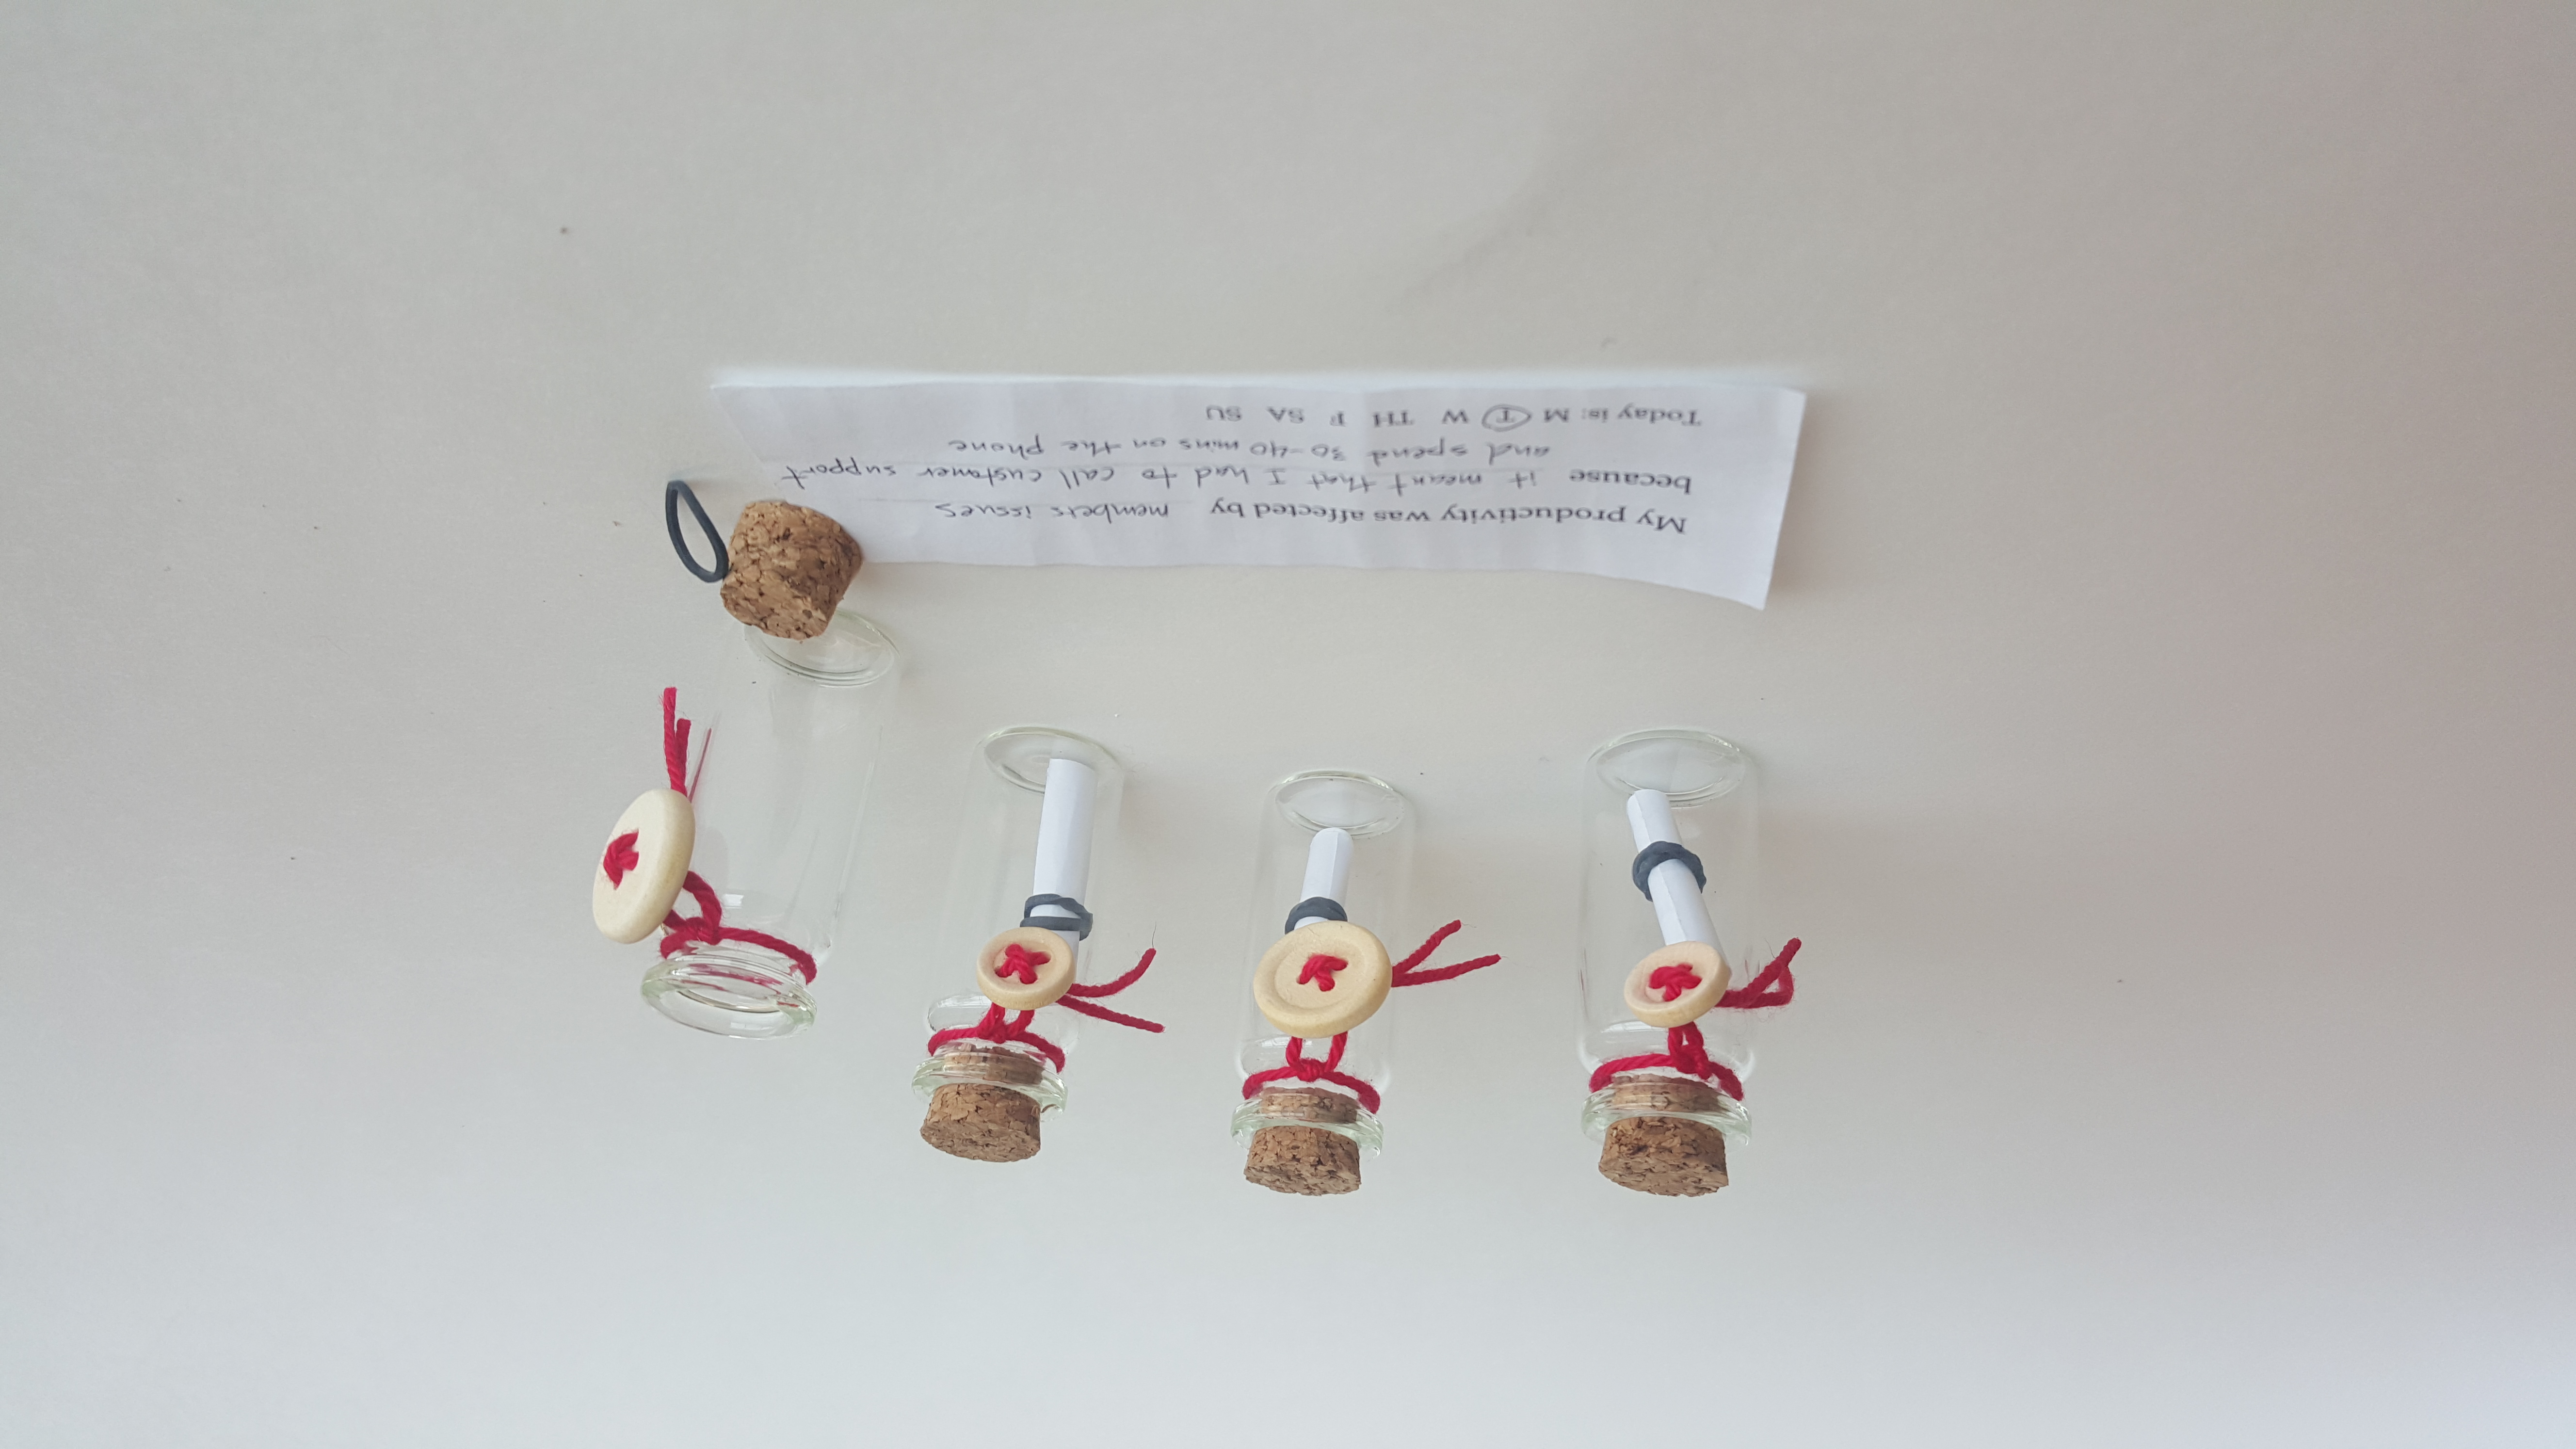 My productivity was affected by members issues
because it meant that I had to call customer support
and spend 30-40 mins on the phone
Today is: M T W TH F SA SU